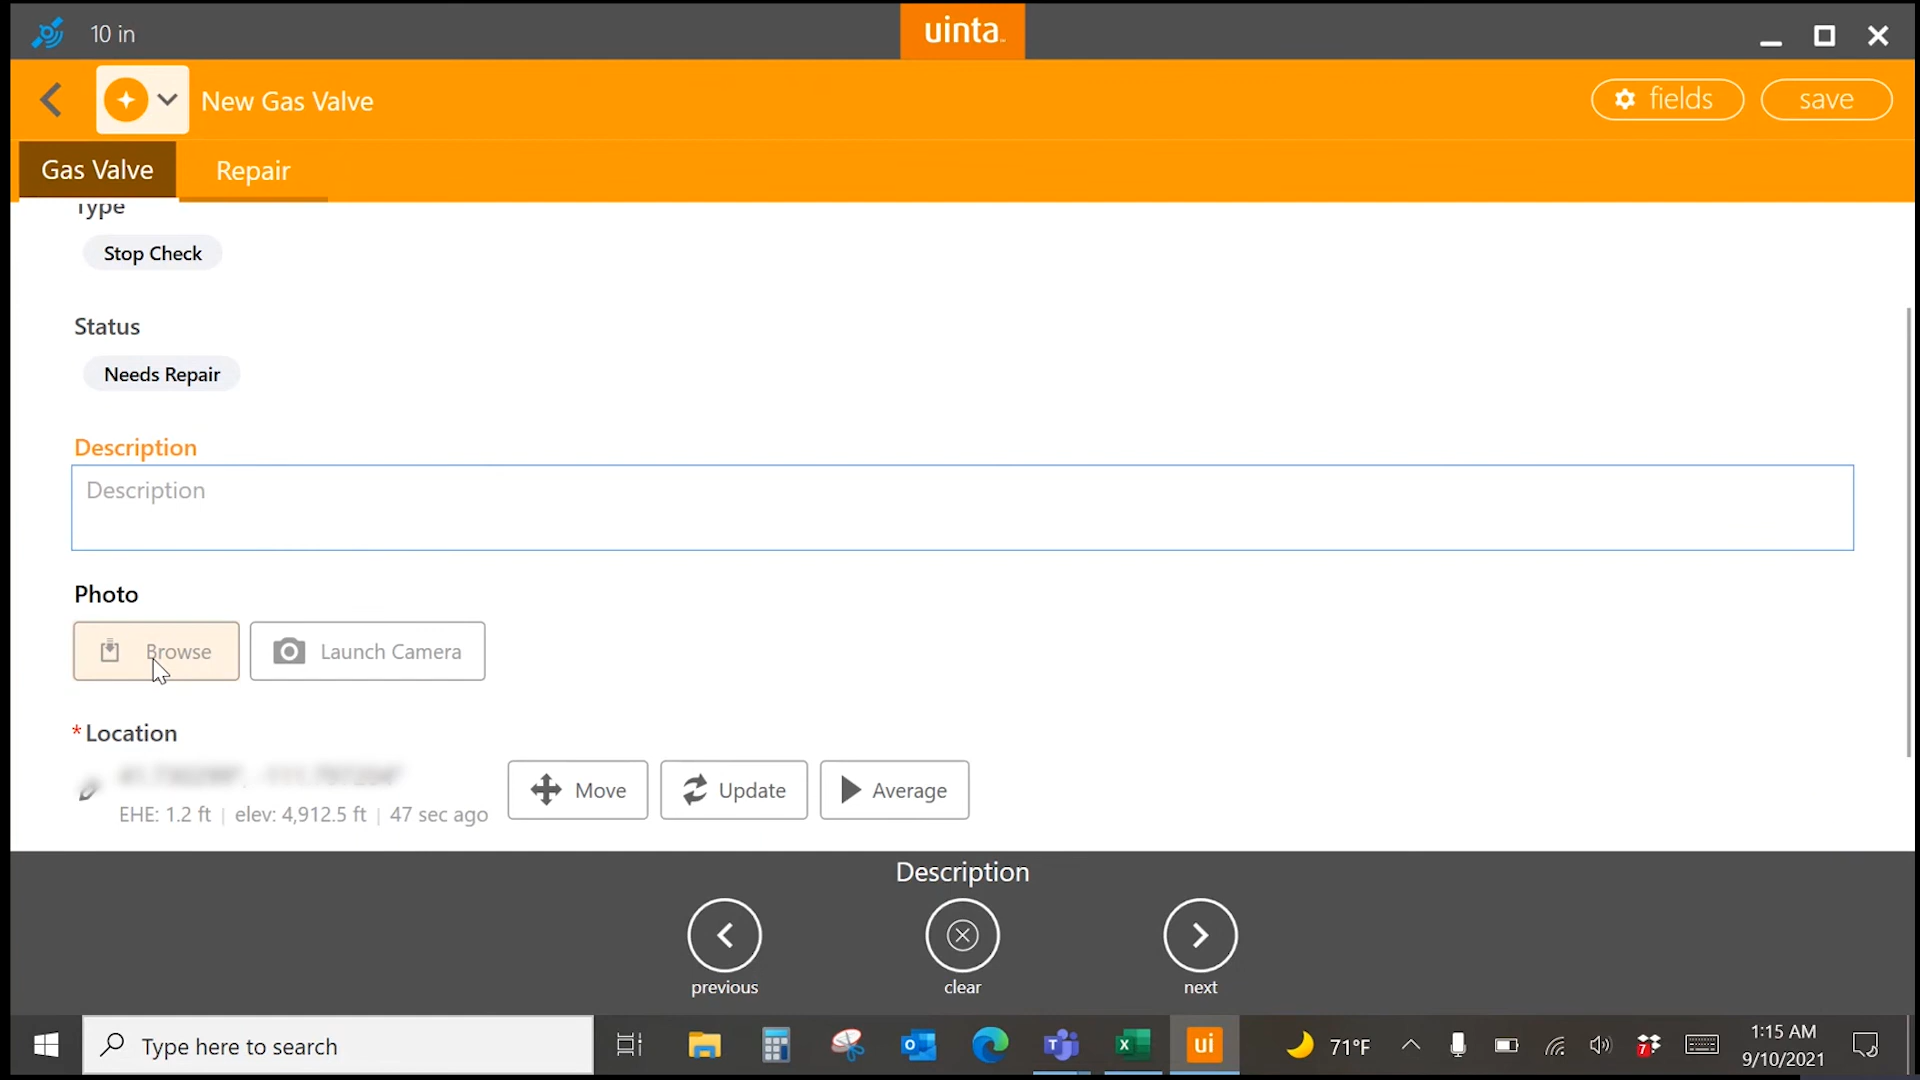 10 in
uinta
New Gas Valve
fields
save
Gas Valve
Repair
Type
Stop Check
Status
Needs Repair
Description
Description
Photo
Browse
Launch Camera
*Location
EHE: 1.2 ft | elev: 4,912.5 ft | 47 sec ago
Move
Update
Average
Description
previous
clear
next
Type here to search
ui
71°F
7
1:15 AM
9/10/2021